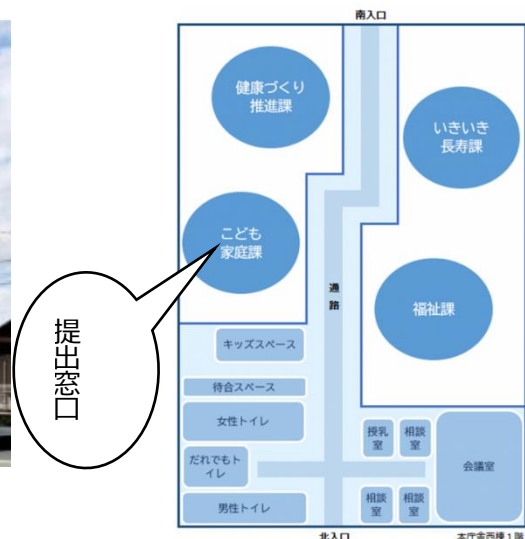 南入口
健康づくり
推進課
いきいき
長寿課
こども
家庭課
通
路
福祉課
提出窓口
キッズスペース
待合スペース
女性トイレ
授乳
室
相談
室
だれでもト
イレ
会議室
男性トイレ
相談
室
相談
室
北入口
本庁舎西棟1階